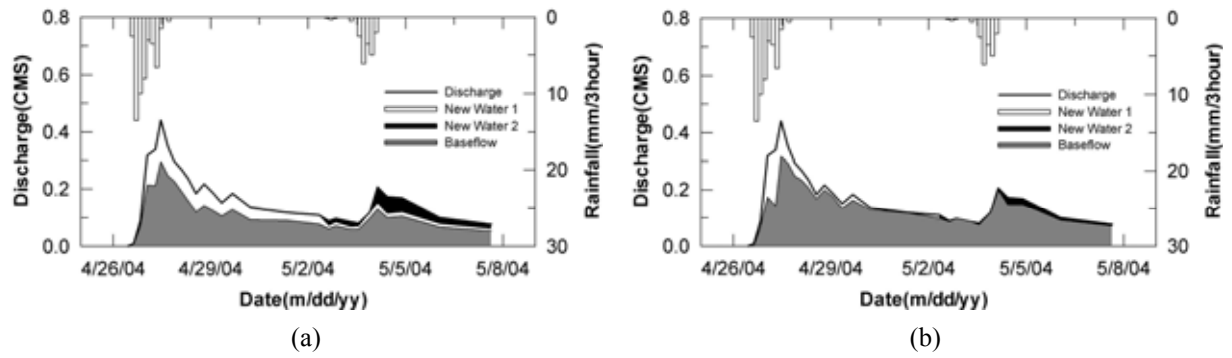 0.8
0.6
0.4
0.2
0.0
Discharge(CMS)
0
10
20
30
Rainfall(mm/3hour)
Discharge
New Water 1
New Water 2
Baseflow
4/26/04 4/29/04 5/2/04 5/5/04 5/8/04
Date(m/dd/yy)
(a)
0.8
0.6
0.4
0.2
0.0
Discharge(CMS)
0
10
20
30
Rainfall(mm/3hour)
Discharge
New Water 1
New Water 2
Baseflow
4/26/04 4/29/04 5/2/04 5/5/04 5/8/04
Date(m/dd/yy)
(b)